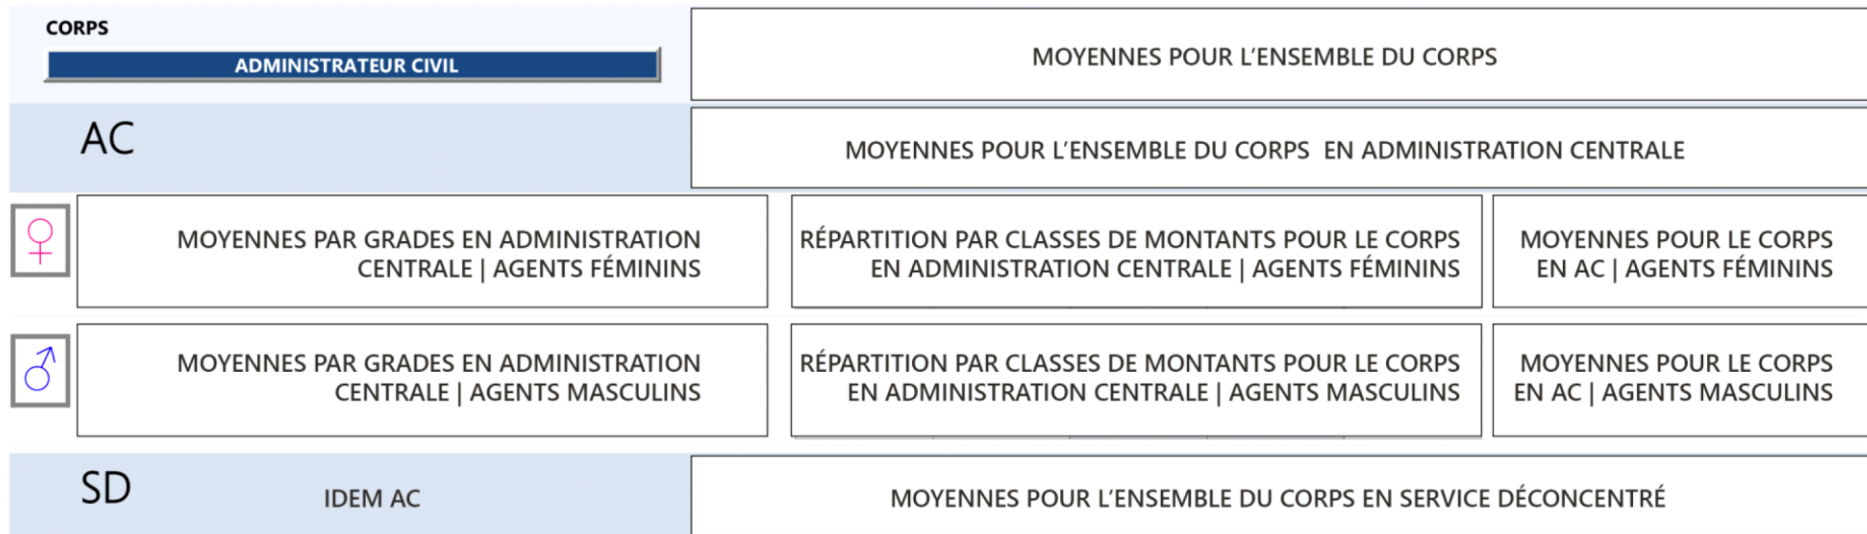 CORPS
ADMINISTRATEUR CIVIL
MOYENNES POUR L’ENSEMBLE DU CORPS
AC
MOYENNES POUR L’ENSEMBLE DU CORPS EN ADMINISTRATION CENTRALE
MOYENNES PAR GRADES EN ADMINISTRATION
CENTRALE | AGENTS FÉMININS
RÉPARTITION PAR CLASSES DE MONTANTS POUR LE CORPS
EN ADMINISTRATION CENTRALE | AGENTS FÉMININS
MOYENNES POUR LE CORPS
EN AC | AGENTS FÉMININS
MOYENNES PAR GRADES EN ADMINISTRATION
CENTRALE | AGENTS MASCULINS
RÉPARTITION PAR CLASSES DE MONTANTS POUR LE CORPS
EN ADMINISTRATION CENTRALE | AGENTS MASCULINS
MOYENNES POUR LE CORPS
EN AC | AGENTS MASCULINS
SD
IDEM AC
MOYENNES POUR L’ENSEMBLE DU CORPS EN SERVICE DÉCONCENTRÉ